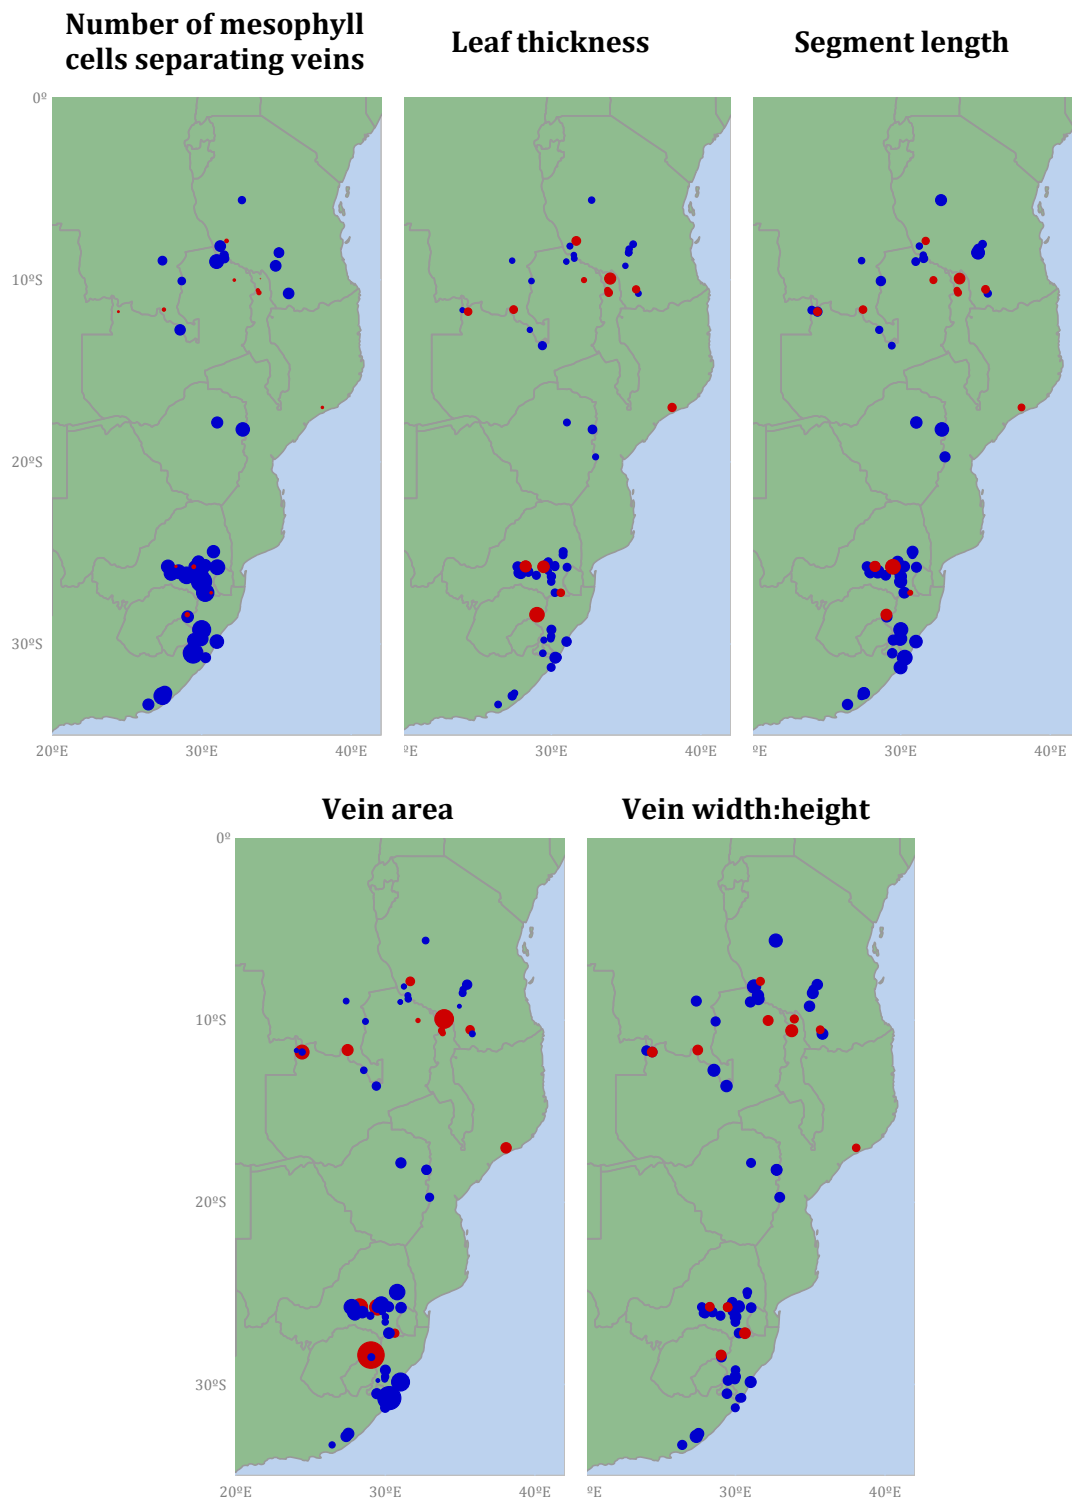 Number of mesophyll
cells separating veins
Leaf thickness
Segment length
0º
10ºS
20ºS
30ºS
20ºE
30ºE
40ºE
ºE
30ºE
40ºE
ºE
30ºE
40ºE
Vein area
Vein width:height
0º
10ºS
20ºS
30ºS
20ºE
30ºE
40ºE
ºE
30ºE
40ºE